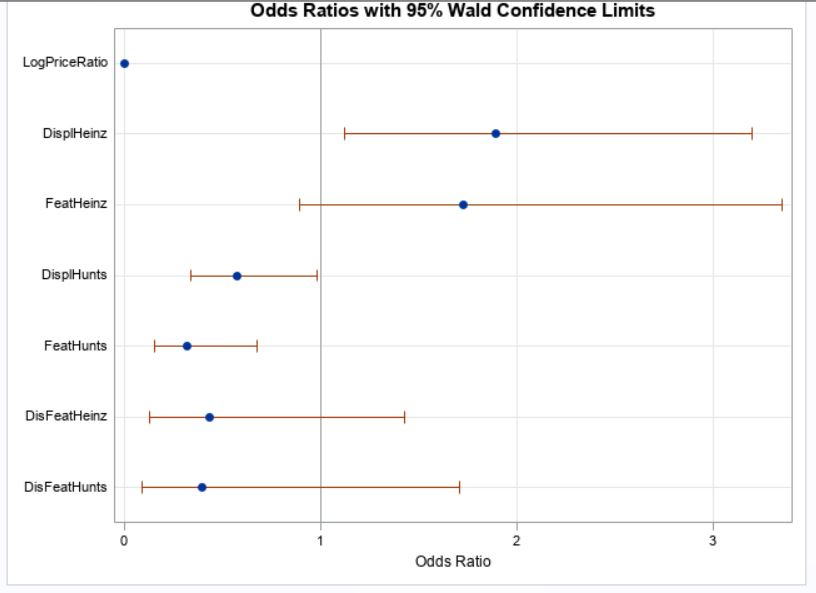 Odds Ratios with 95% Wald Confidence Limits
LogPriceRatio
DisplHeinz
FeatHeinz
DisplHunts
FeatHunts
DisFeatHeinz
DisFeatHunts
0 1 2 3
Odds Ratio